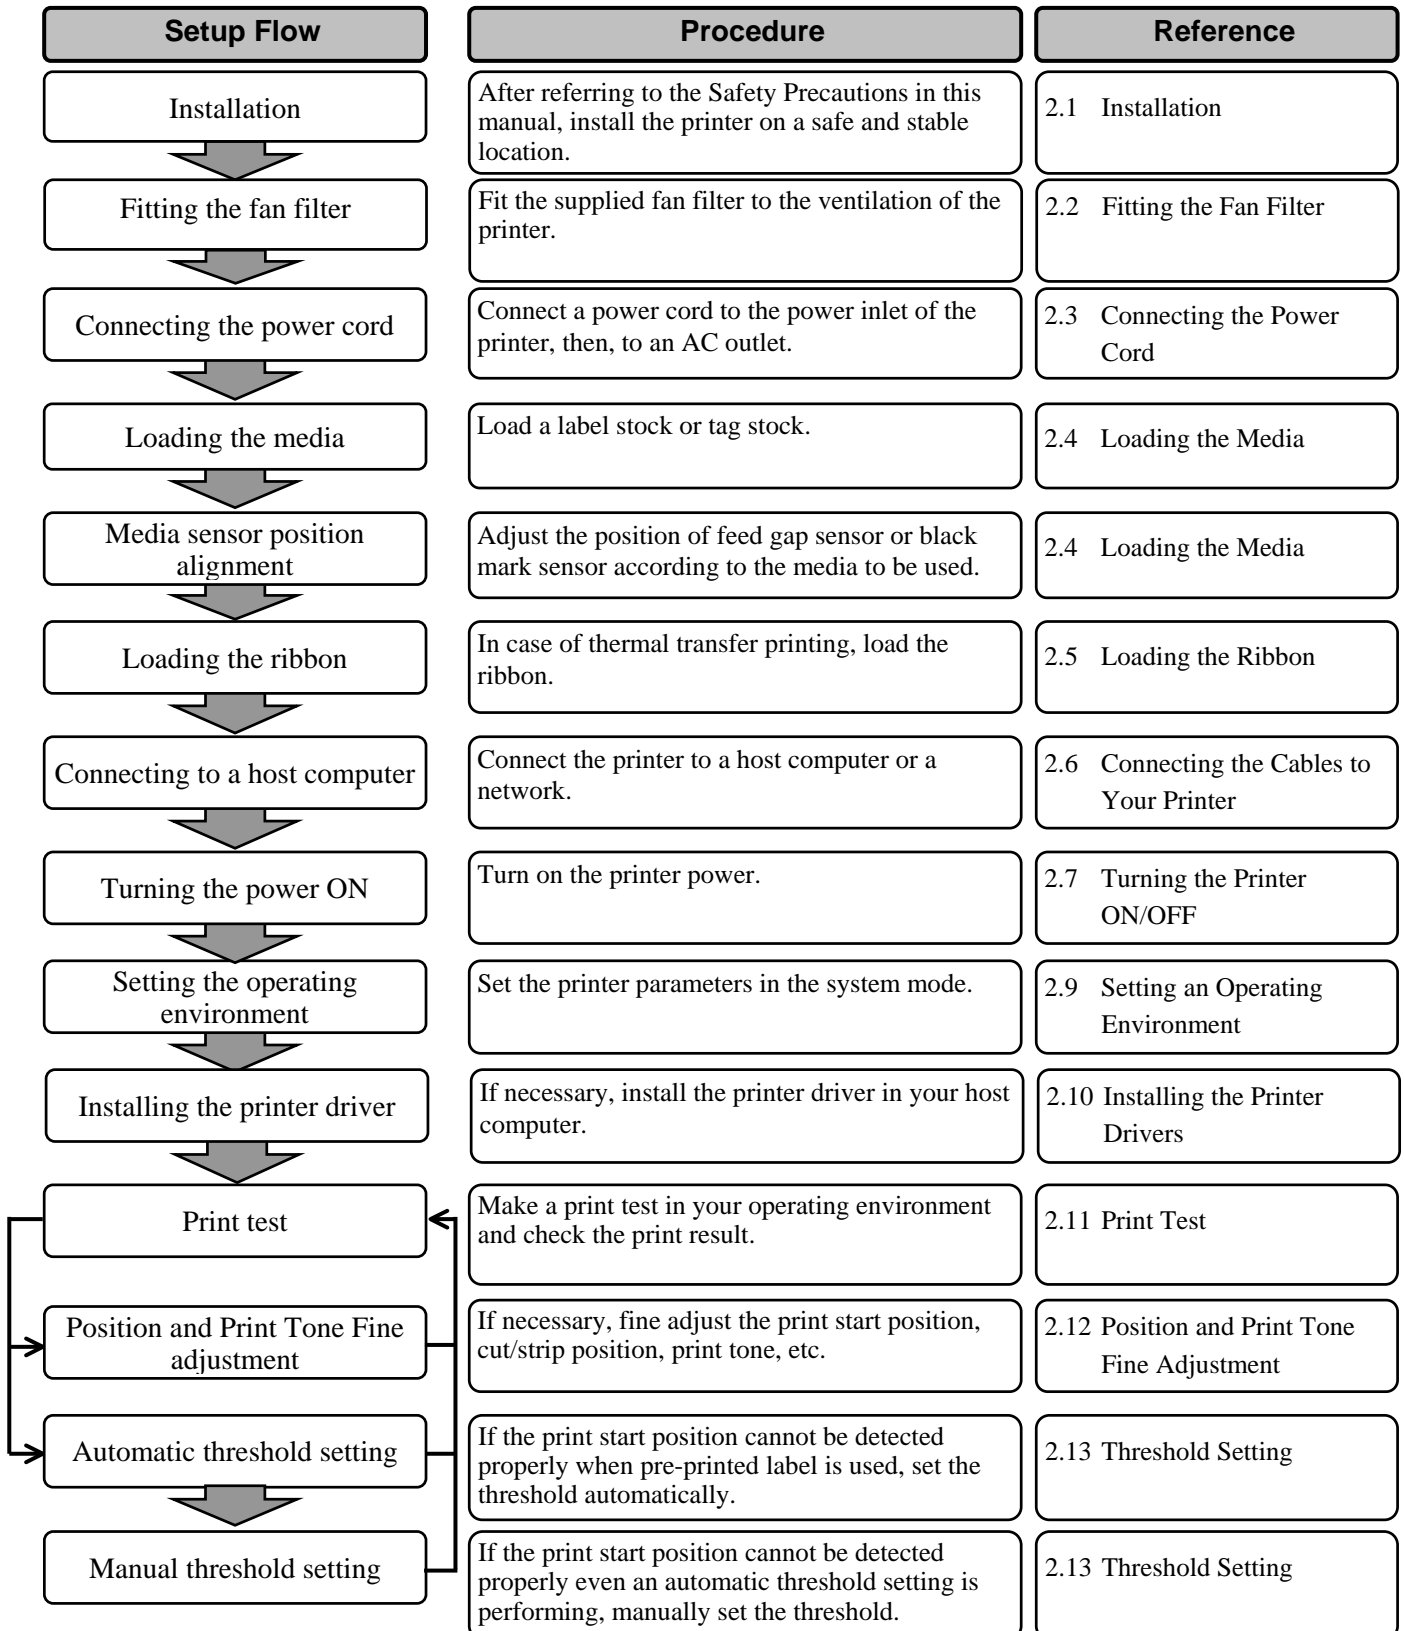 Setup Flow
Procedure
Reference
Installation
After referring to the Safety Precautions in this
manual, install the printer on a safe and stable
location.
2.1 Installation
Fitting the fan filter
Fit the supplied fan filter to the ventilation of the
printer.
2.2 Fitting the Fan Filter
Connecting the power cord
Connect a power cord to the power inlet of the
printer, then, to an AC outlet.
2.3 Connecting the Power
Cord
Loading the media
Load a label stock or tag stock.
2.4 Loading the Media
Media sensor position
alignment
Adjust the position of feed gap sensor or black
mark sensor according to the media to be used.
2.4 Loading the Media
Loading the ribbon
In case of thermal transfer printing, load the
ribbon.
2.5 Loading the Ribbon
Connecting to a host computer
Connect the printer to a host computer or a
network.
2.6 Connecting the Cables to
Your Printer
Turning the power ON
Turn on the printer power.
2.7 Turning the Printer
ON/OFF
Setting the operating
environment
Set the printer parameters in the system mode.
2.9 Setting an Operating
Environment
Installing the printer driver
If necessary, install the printer driver in your host
computer.
2.10 Installing the Printer
Drivers
Print test
Make a print test in your operating environment
and check the print result.
2.11 Print Test
Position and Print Tone Fine
adjustment
If necessary, fine adjust the print start position,
cut/strip position, print tone, etc.
2.12 Position and Print Tone
Fine Adjustment
Automatic threshold setting
If the print start position cannot be detected
properly when pre-printed label is used, set the
threshold automatically.
2.13 Threshold Setting
Manual threshold setting
If the print start position cannot be detected
properly even an automatic threshold setting is
performing, manually set the threshold.
2.13 Threshold Setting